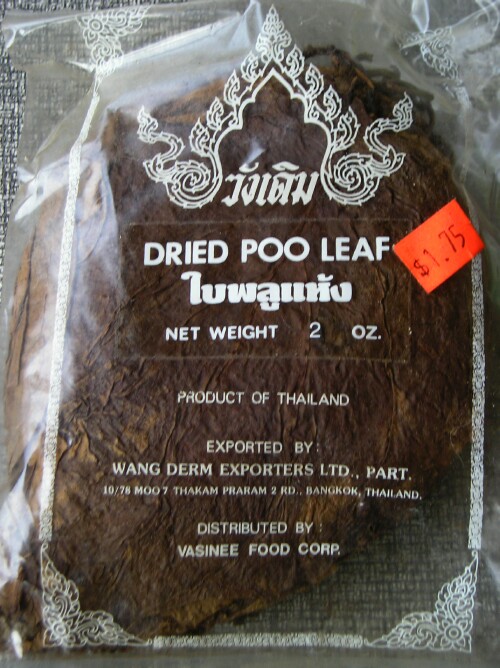 วังเดิม
DRIED POO LEAF
ใบพลูแห้ง
$1.75
NET WEIGHT 2 OZ.
PRODUCT OF THAILAND
EXPORTED BY:
WANG DERM EXPORTERS LTD., PART.
10/78 MOO 7 THAKAM PRARAM 2 RD., BANGKOK, THAILAND.
DISTRIBUTED BY :
VASINEE FOOD CORP.